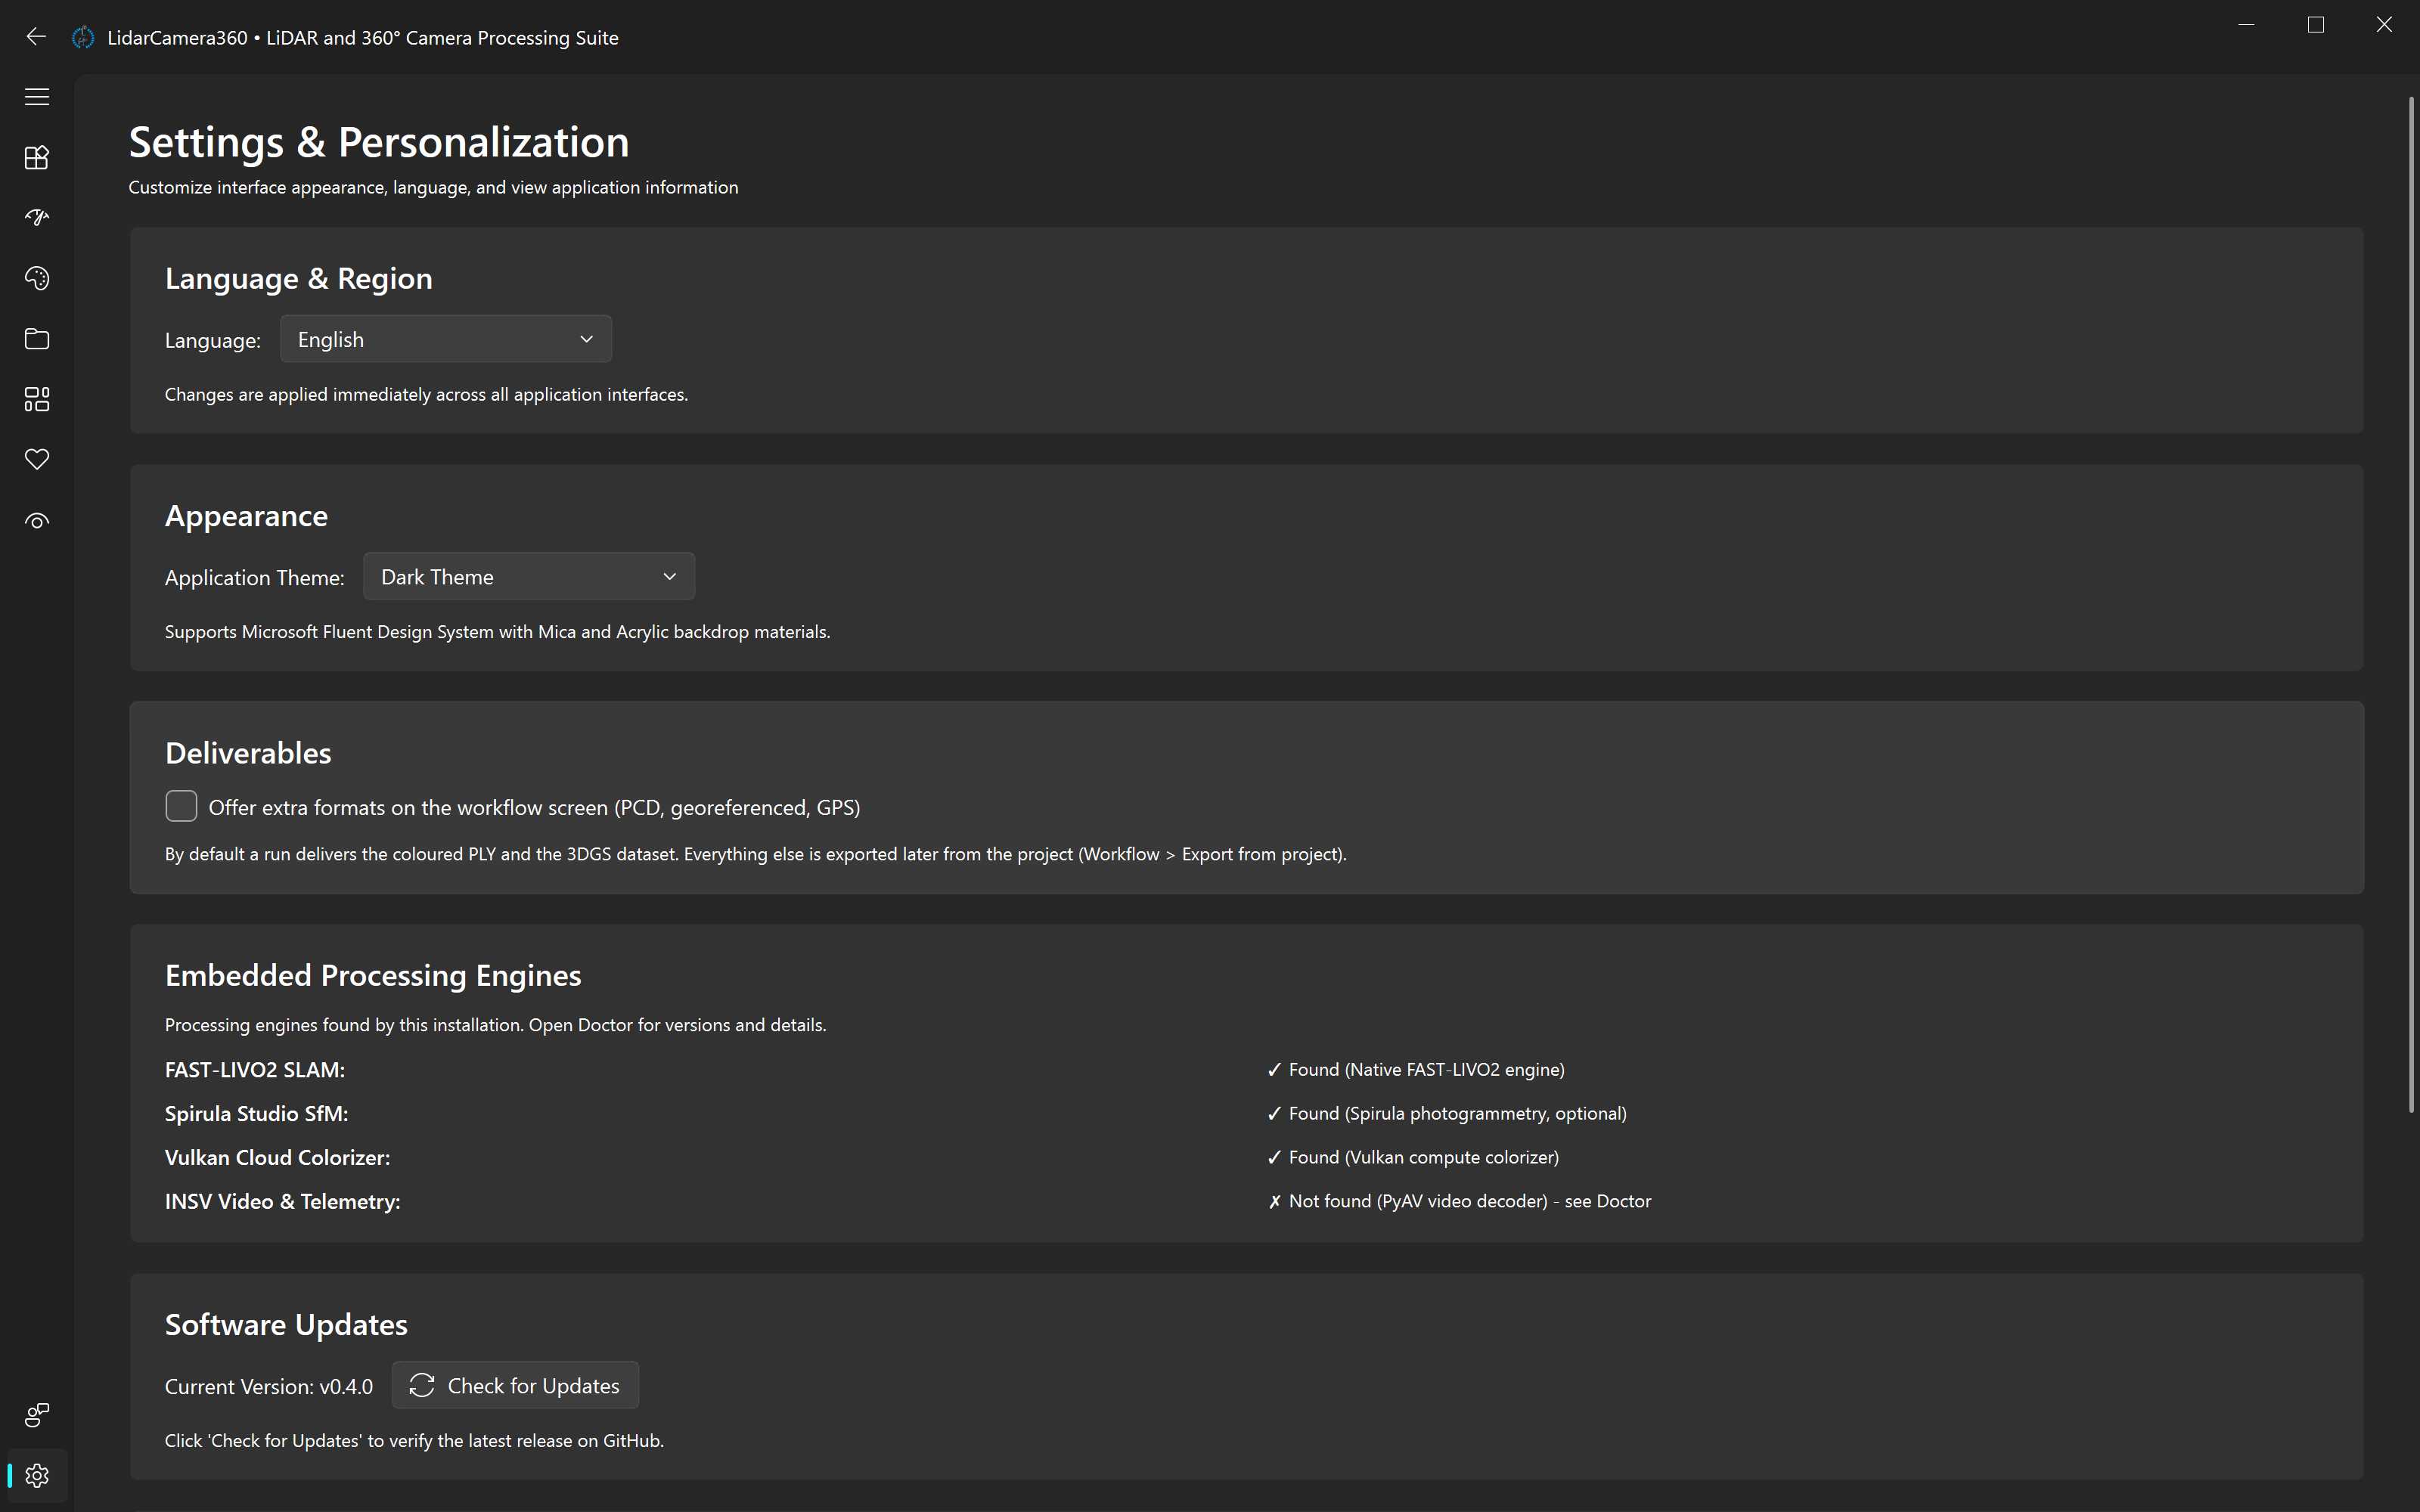 LidarCamera360 • LiDAR and 360° Camera Processing Suite
Settings & Personalization
Customize interface appearance, language, and view application information
Language & Region
Language: English
Changes are applied immediately across all application interfaces.
Appearance
Application Theme: Dark Theme
Supports Microsoft Fluent Design System with Mica and Acrylic backdrop materials.
Deliverables
Offer extra formats on the workflow screen (PCD, georeferenced, GPS)
By default a run delivers the coloured PLY and the 3DGS dataset. Everything else is exported later from the project (Workflow > Export from project).
Embedded Processing Engines
Processing engines found by this installation. Open Doctor for versions and details.
FAST-LIVO2 SLAM: ✓ Found (Native FAST-LIVO2 engine)
Spirula Studio SfM: ✓ Found (Spirula photogrammetry, optional)
Vulkan Cloud Colorizer: ✓ Found (Vulkan compute colorizer)
INSV Video & Telemetry: ✗ Not found (PyAV video decoder) - see Doctor
Software Updates
Current Version: v0.4.0 Check for Updates
Click 'Check for Updates' to verify the latest release on GitHub.